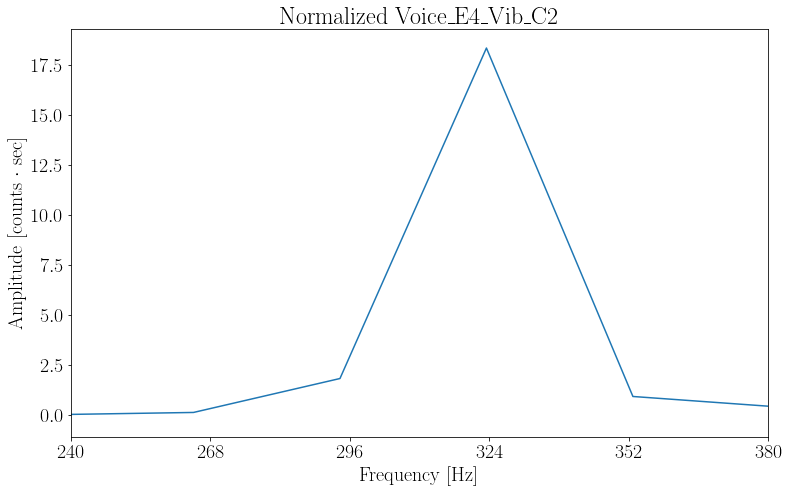 Normalized Voice_E4_Vib_C2
Amplitude [counts · sec]
17.5
15.0
12.5
10.0
7.5
5.0
2.5
0.0
240 268 296 324 352 380
Frequency [Hz]